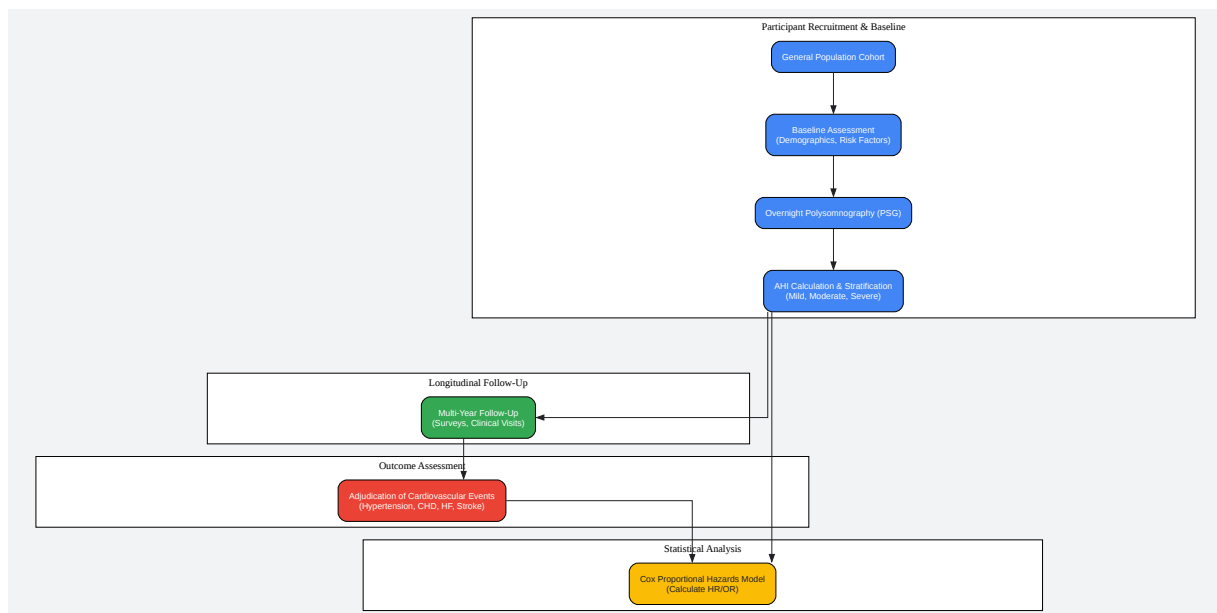 Participant Recruitment & Baseline
General Population Cohort
Baseline Assessment
(Demographics, Risk Factors)
Overnight Polysomnography (PSG)
AHI Calculation & Stratification
(Mild, Moderate, Severe)
Longitudinal Follow-Up
Multi-Year Follow-Up
(Surveys, Clinical Visits)
Outcome Assessment
Adjudication of Cardiovascular Events
(Hypertension, CHD, HF, Stroke)
Statistical Analysis
Cox Proportional Hazards Model
(Calculate HR/OR)